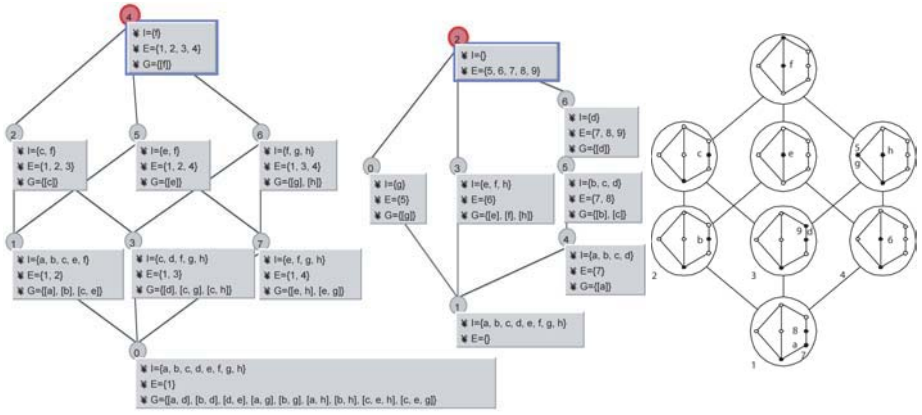 4
I={f}
E={1, 2, 3, 4}
G={[f]}
2
I={c, f}
E={1, 2, 3}
G={[c]}
5
I={e, f}
E={1, 2, 4}
G={[e]}
6
I={f, g, h}
E={1, 3, 4}
G={[g], [h]}
1
I={a, b, c, e, f}
E={1, 2}
G={[a], [b], [c, e]}
3
I={c, d, f, g, h}
E={1, 3}
G={[d], [c, g], [c, h]}
7
I={e, f, g, h}
E={1, 4}
G={[e, h], [e, g]}
0
I={a, b, c, d, e, f, g, h}
E={1}
G={[a, d], [b, d], [d, e], [a, g], [b, g], [a, h], [b, h], [c, e, h], [c, e, g]}
2
I={}
E={5, 6, 7, 8, 9}
6
I={d}
E={7, 8, 9}
G={[d]}
0
I={g}
E={5}
G={[g]}
3
I={e, f, h}
E={6}
G={[e], [f], [h]}
5
I={b, c, d}
E={7, 8}
G={[b], [c]}
4
I={a, b, c, d}
E={7}
G={[a]}
1
I={a, b, c, d, e, f, g, h}
E={}
f
c
e
5
g
h
b
2
9
d
3
6
4
8
a
7
1